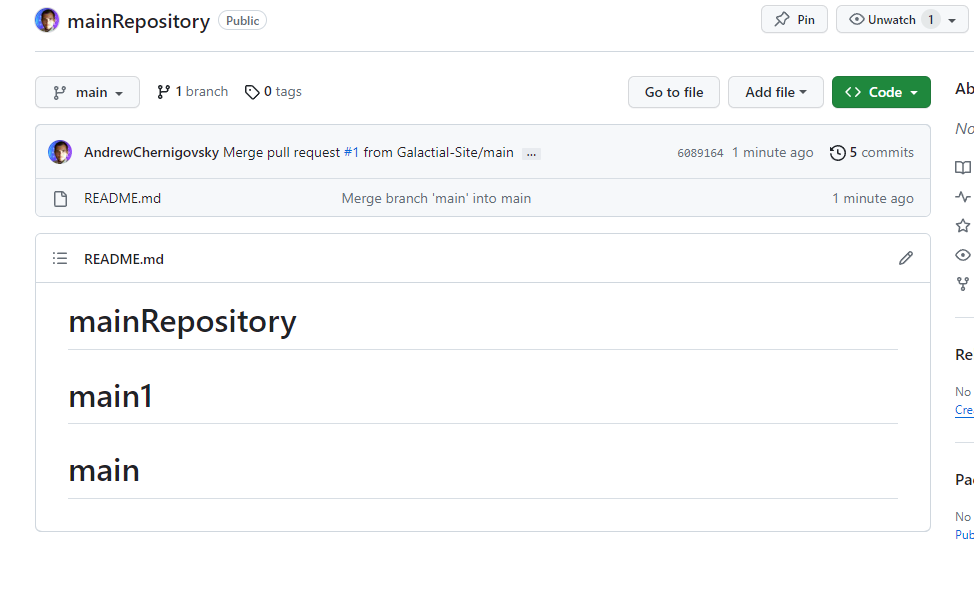 mainRepository Public Pin Unwatch 1
main 1 branch 0 tags Go to file Add file <> Code
AndrewChernigovsky Merge pull request #1 from Galactial-Site/main ... 6089164 1 minute ago 5 commits
README.md Merge branch 'main' into main 1 minute ago
README.md
mainRepository
main1
main
Ab
No
Re
No
Cre
Pa
No
Pub